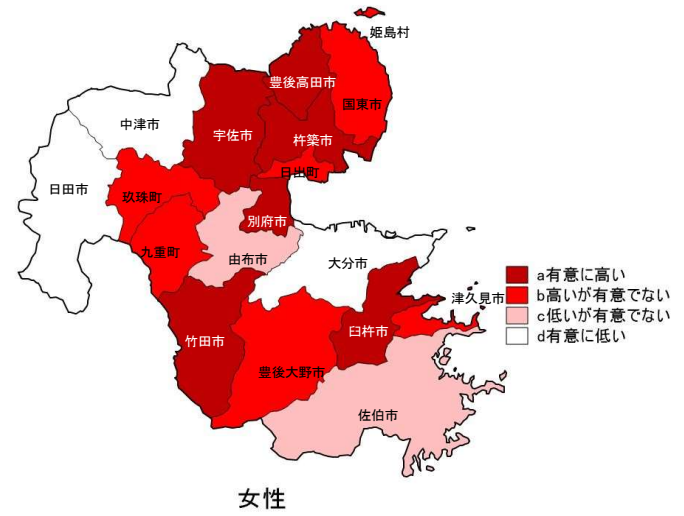 姫島村
豊後高田市
国東市
中津市
宇佐市
杵築市
日出町
日田市
玖珠町
別府市
九重町
由布市
大分市
a有意に高い
b高いが有意でない
c低いが有意でない
d有意に低い
津久見市
臼杵市
竹田市
豊後大野市
佐伯市
女性